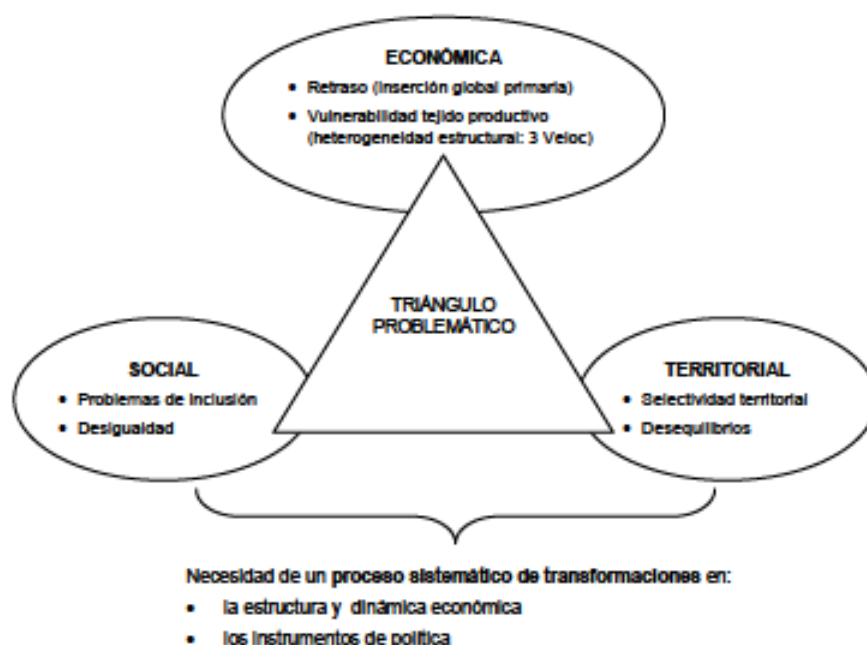 ECONÓMICA
• Retraso (Inserción global primaria)
• Vulnerabilidad tejido productivo
(heterogeneidad estructural: 3 Veloc)
TRIÁNGULO
PROBLEMÁTICO
SOCIAL
• Problemas de Inclusión
• Desigualdad
TERRITORIAL
• Selectividad territorial
• Desequilibrios
Necesidad de un proceso sistemático de transformaciones en:
• la estructura y dinámica económica
• los Instrumentos de política